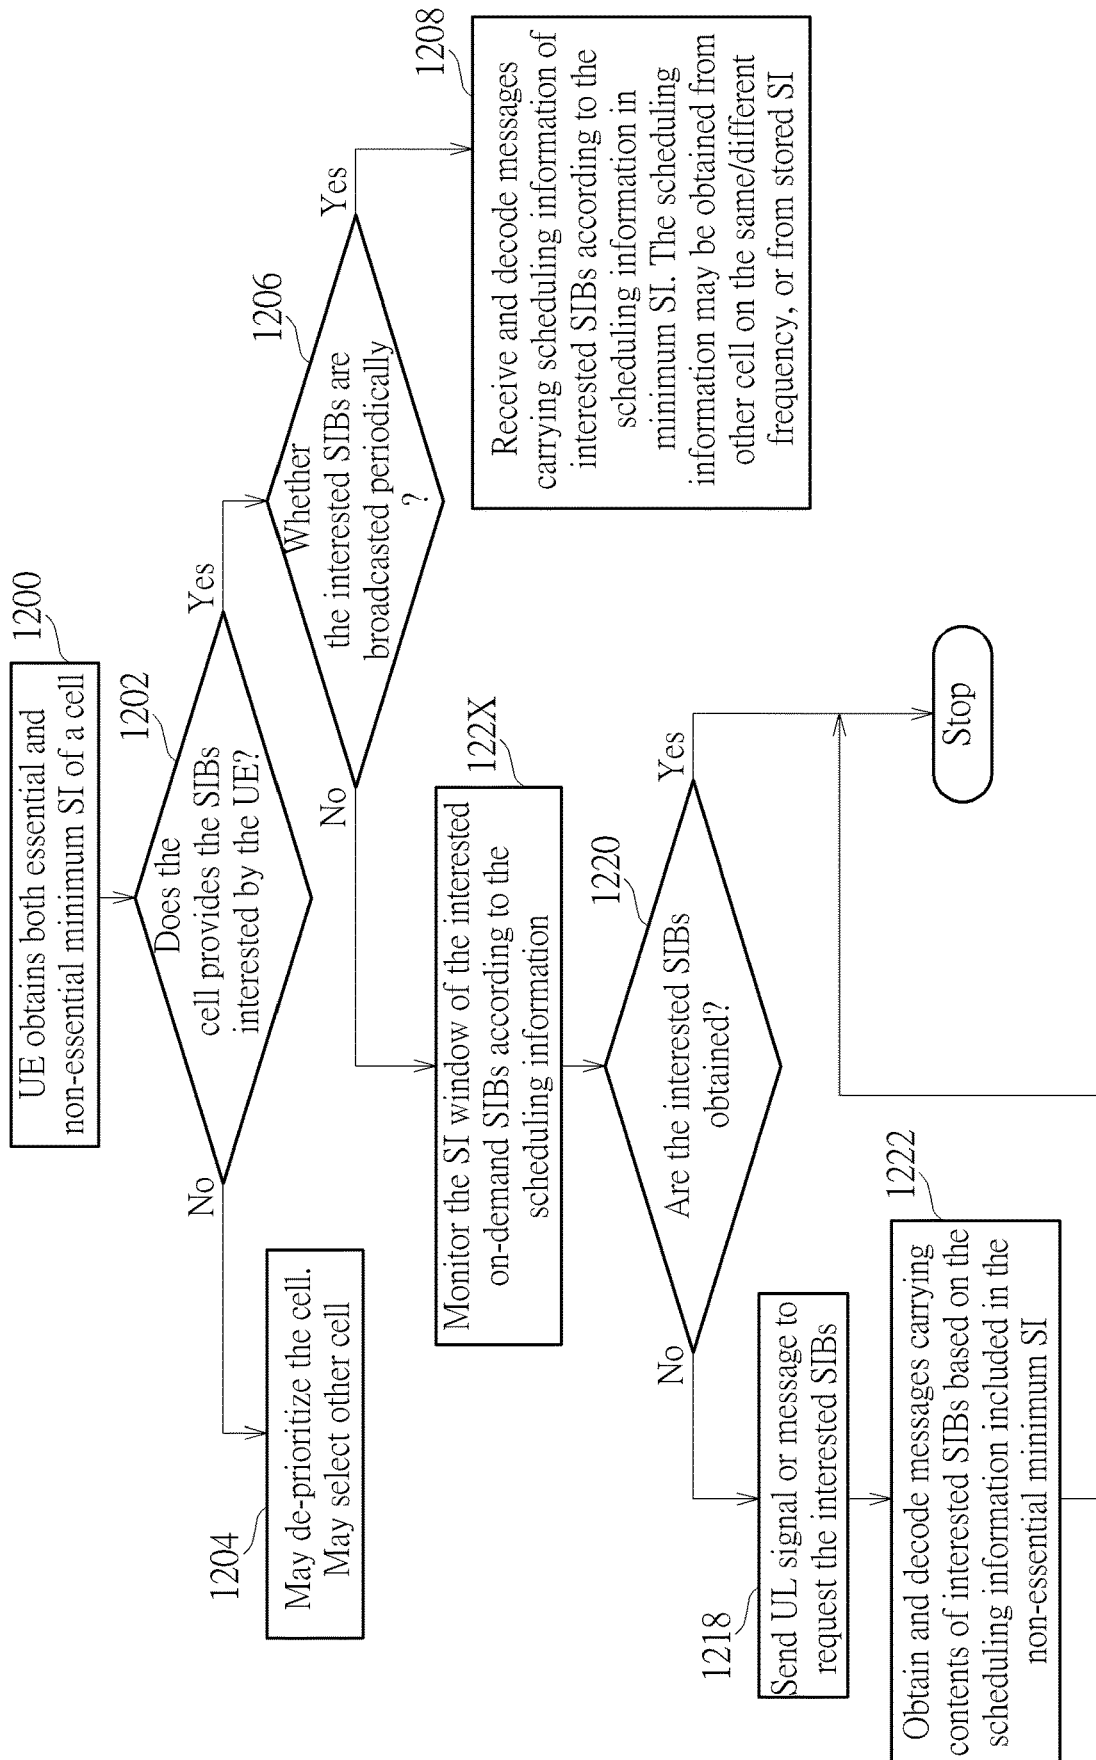 UE obtains both essential and
non-essential minimum SI of a cell
1200
Does the
cell provides the SIBs
interested by the UE?
1202
No
Yes
May de-prioritize the cell.
May select other cell
1204
Whether
the interested SIBs are
broadcasted periodically
?
1206
No
Yes
Receive and decode messages
carrying scheduling information of
interested SIBs according to the
scheduling information in
minimum SI. The scheduling
information may be obtained from
other cell on the same/different
frequency, or from stored SI
1208
Monitor the SI window of the interested
on-demand SIBs according to the
scheduling information
122X
Are the interested SIBs
obtained?
1220
No
Yes
Send UL signal or message to
request the interested SIBs
1218
Obtain and decode messages carrying
contents of interested SIBs based on the
scheduling information included in the
non-essential minimum SI
1222
Stop